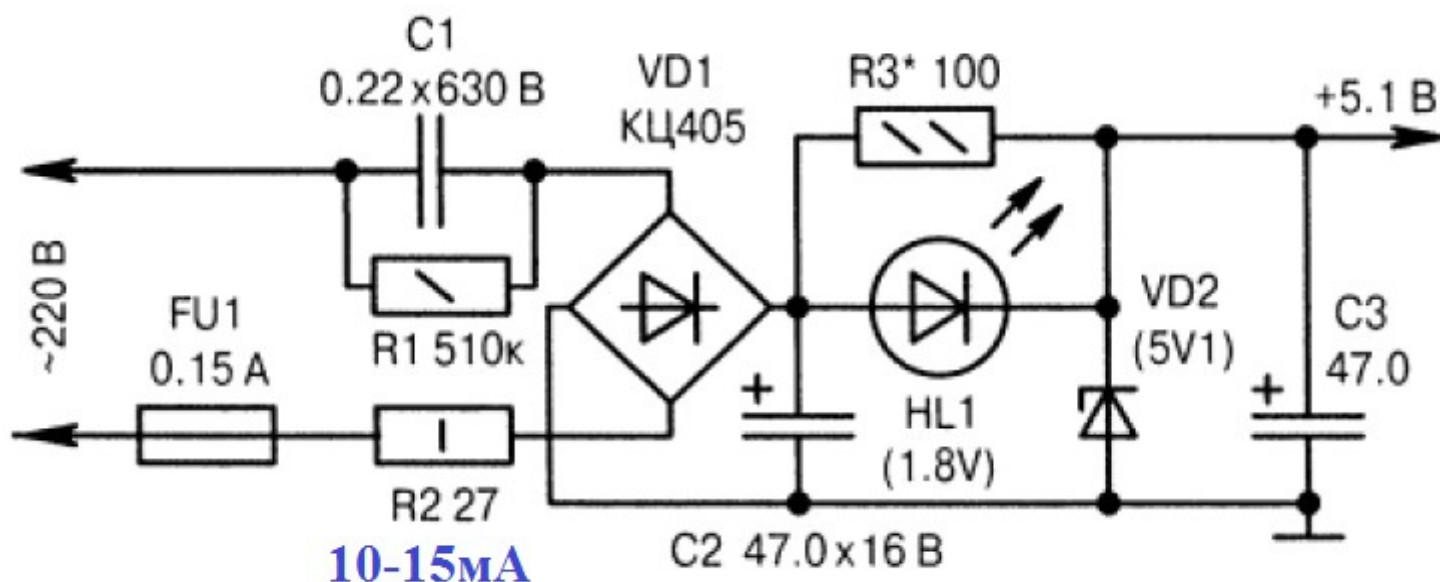 C1
0.22 x 630 В
VD1
КЦ405
R3* 100
+5.1 В
~220 В
R1 510к
FU1
0.15 А
VD2
(5V1)
C3
47.0
HL1
(1.8V)
R2 27
C2 47.0 x 16 В
10-15мА